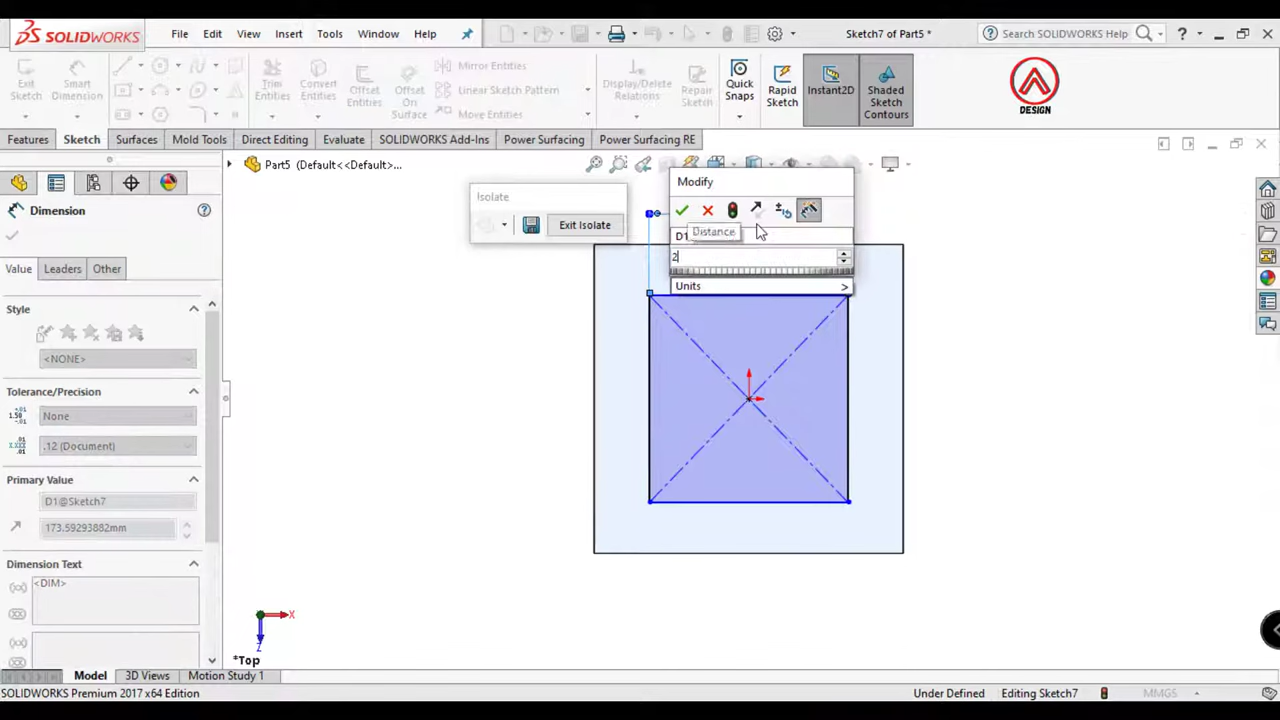 SOLIDWORKS
File
Edit
View
Insert
Tools
Window
Help
Sketch7 of Part5 *
Search SOLIDWORKS Help
Exit
Sketch
Smart
Dimension
Trim
Entities
Convert
Entities
Offset
Entities
Offset
On
Surface
Mirror Entities
Linear Sketch Pattern
Move Entities
Display/Delete
Relations
Repair
Sketch
Quick
Snaps
Rapid
Sketch
Instant2D
Shaded
Sketch
Contours
DESIGN
Features
Sketch
Surfaces
Mold Tools
Direct Editing
Evaluate
SOLIDWORKS Add-Ins
Power Surfacing
Power Surfacing RE
Part5 (Default<<Default>...
Isolate
Exit Isolate
Modify
D1
Distance
2
Units
Dimension
Value
Leaders
Other
Style
<NONE>
Tolerance/Precision
None
.12 (Document)
Primary Value
D1@Sketch7
173.59293882mm
Dimension Text
<DIM>
X
Z
*Top
Model
3D Views
Motion Study 1
SOLIDWORKS Premium 2017 x64 Edition
Under Defined
Editing Sketch7
MMGS